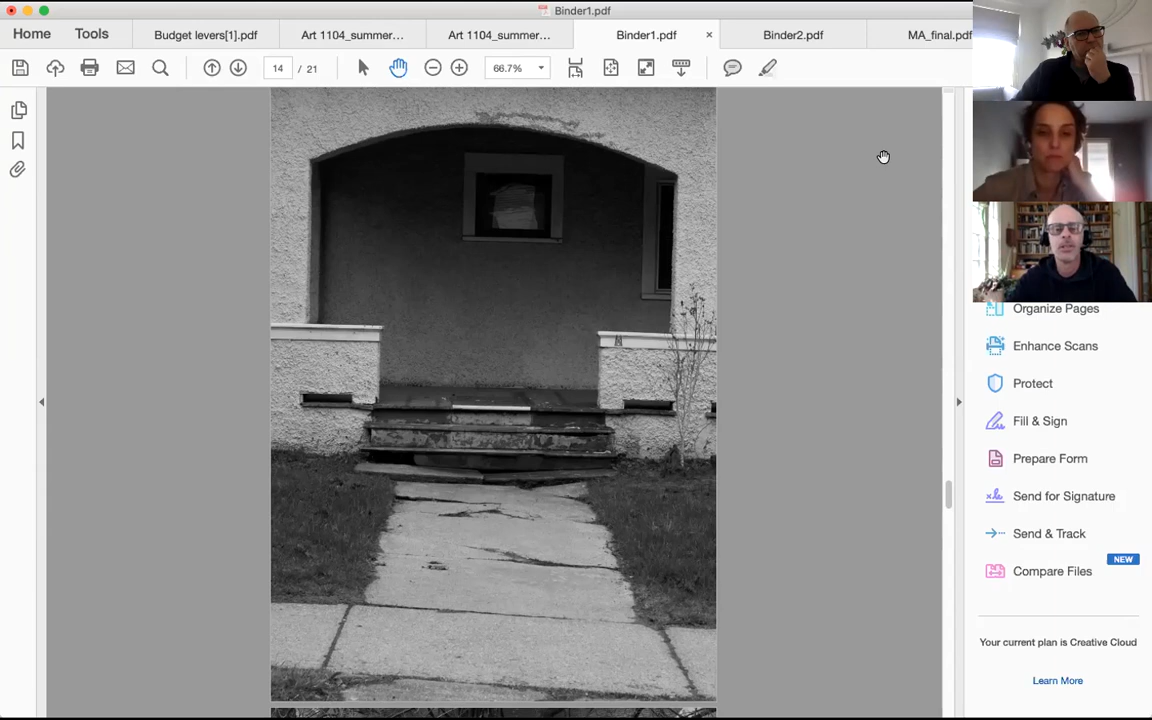 Binder1.pdf
Home
Tools
Budget levers[1].pdf
Art 1104_summer...
Art 1104_summer...
Binder1.pdf
×
Binder2.pdf
MA_final.pdf
14 / 21
66.7%
Organize Pages
Enhance Scans
Protect
Fill & Sign
Prepare Form
Send for Signature
Send & Track
NEW
Compare Files
Your current plan is Creative Cloud
Learn More